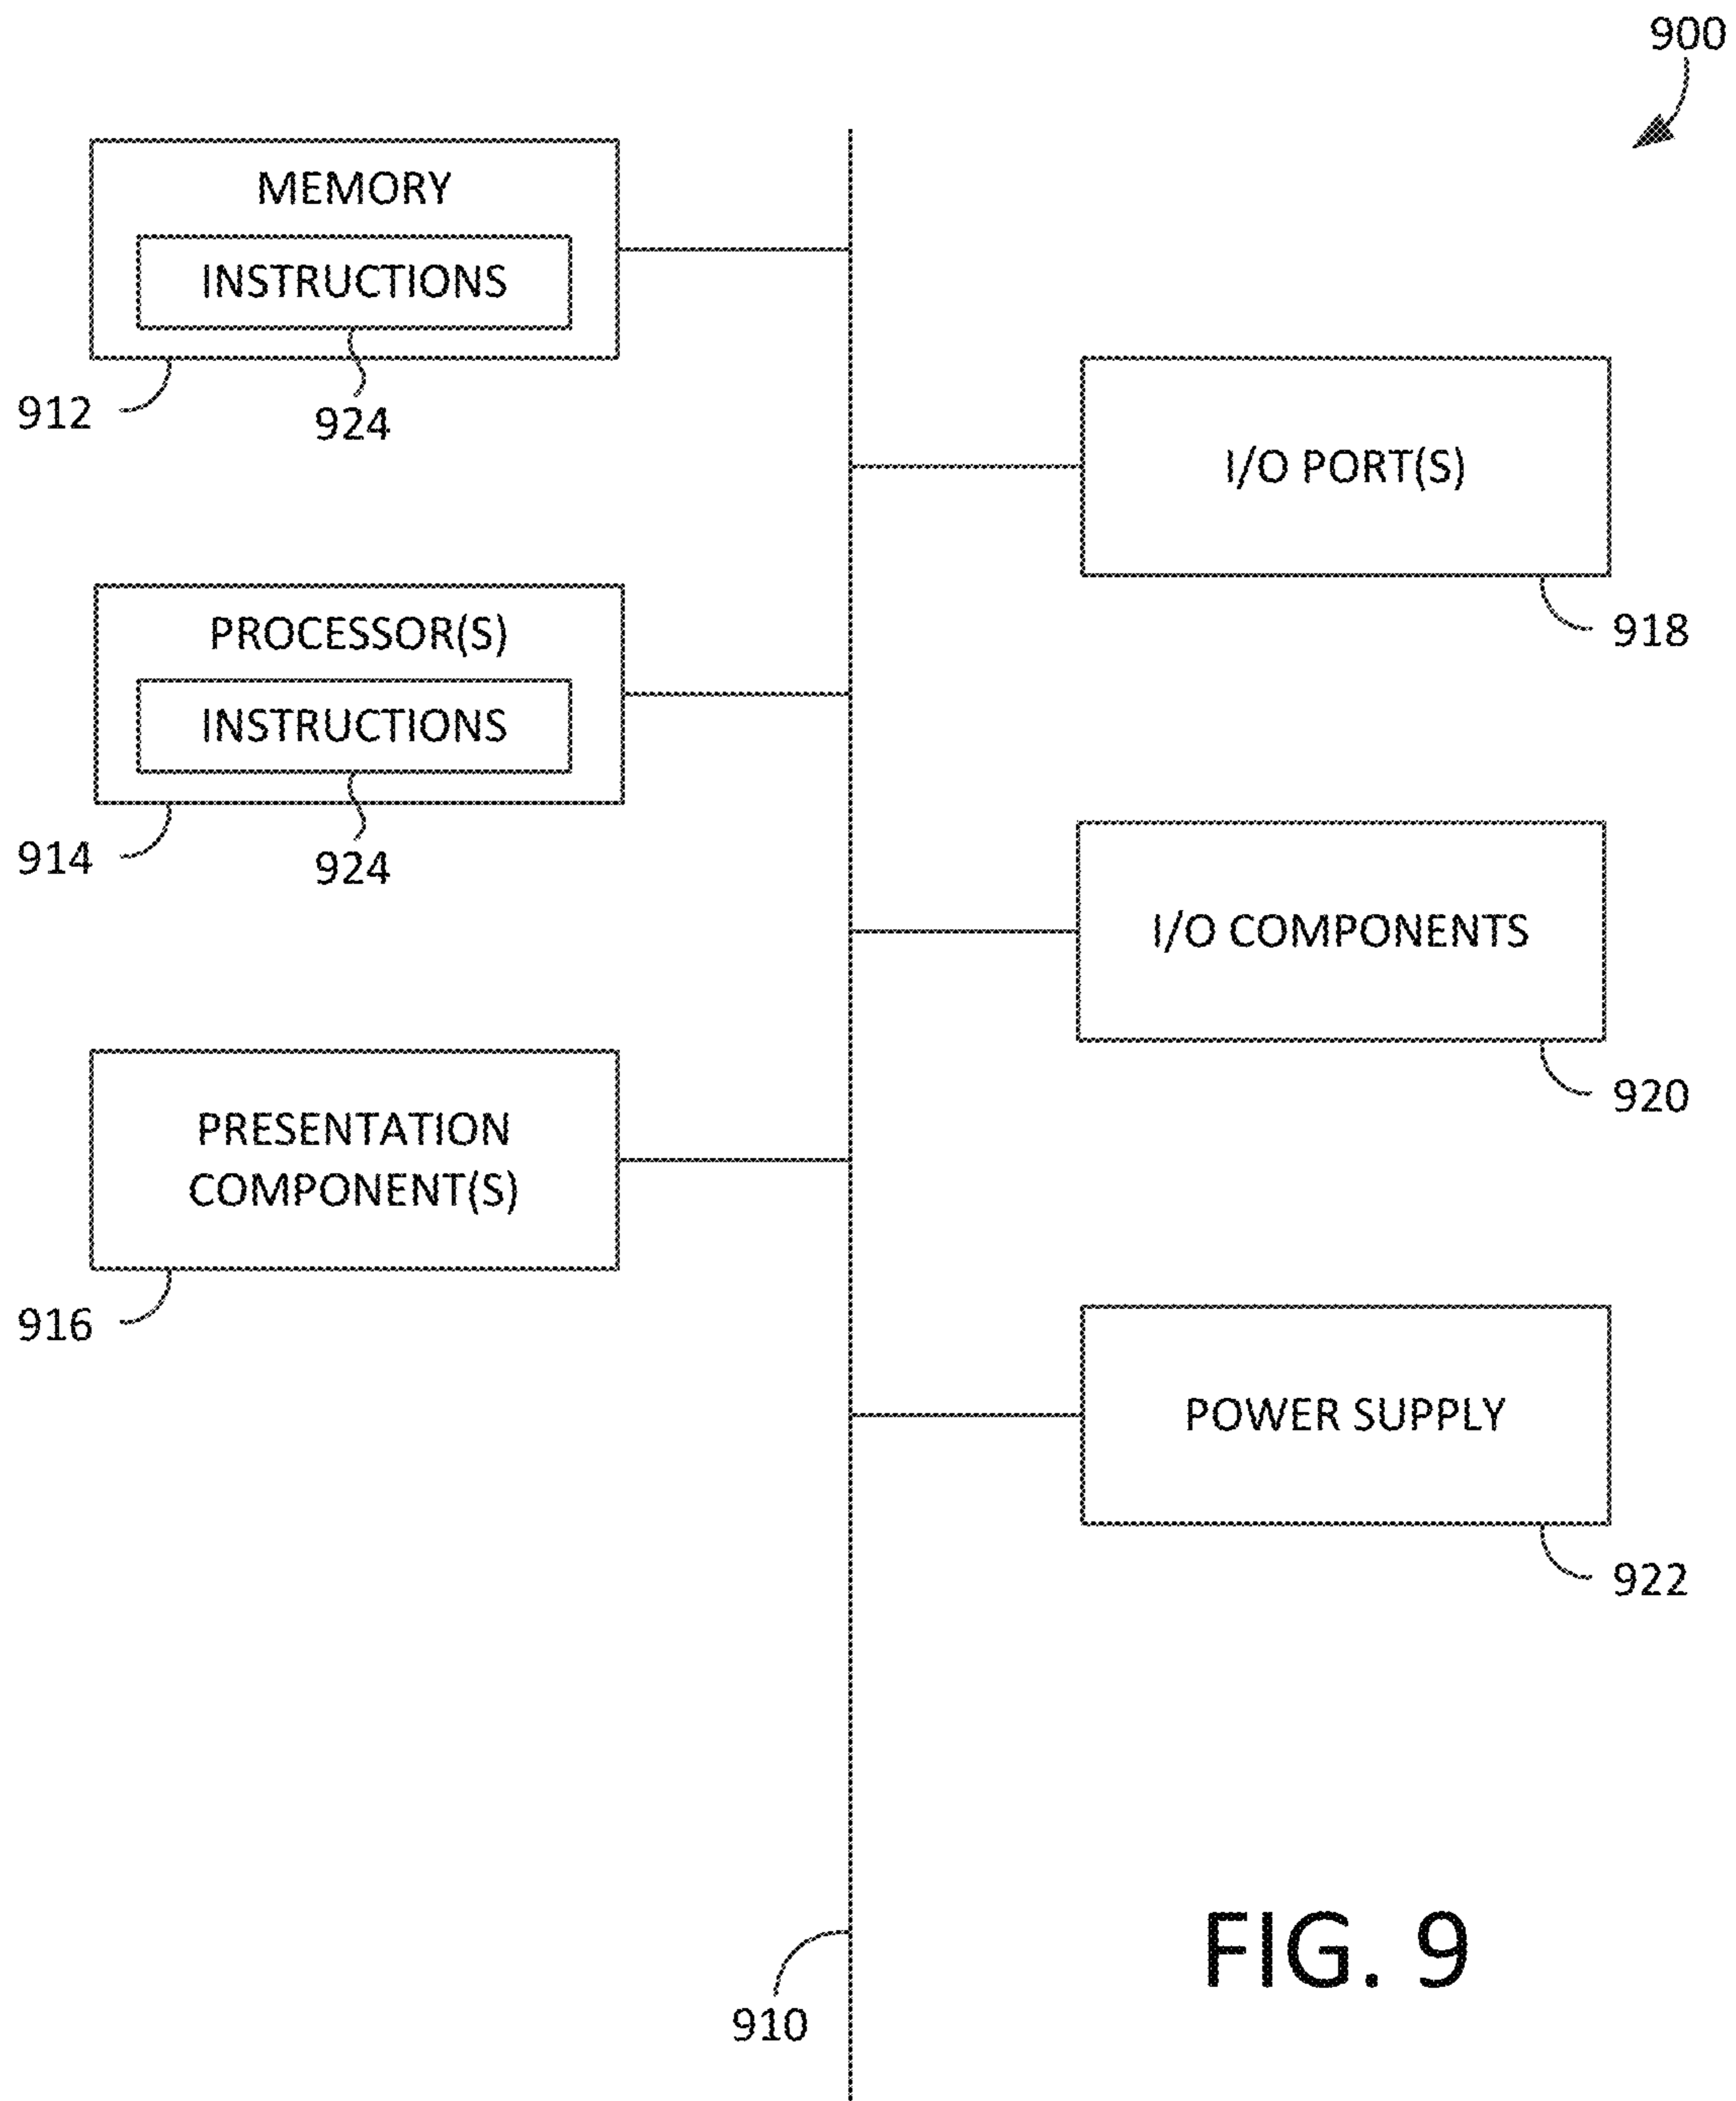 900
MEMORY
INSTRUCTIONS
912
924
I/O PORT(S)
918
PROCESSOR(S)
INSTRUCTIONS
914
924
I/O COMPONENTS
920
PRESENTATION
COMPONENT(S)
916
POWER SUPPLY
922
910
FIG. 9